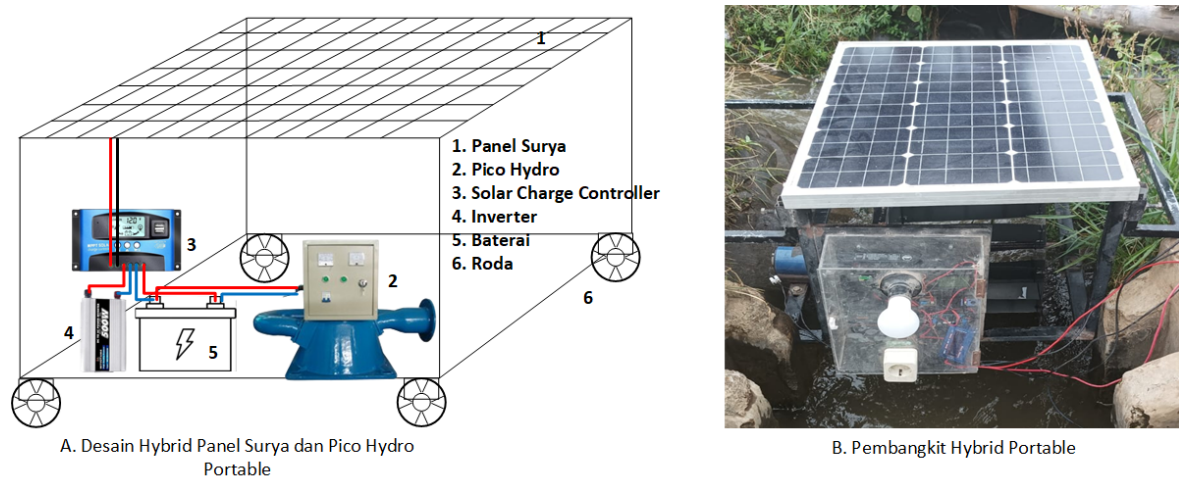 1
1. Panel Surya
2. Pico Hydro
3. Solar Charge Controller
4. Inverter
5. Baterai
6. Roda
3
2
6
4
500W
5
A. Desain Hybrid Panel Surya dan Pico Hydro
Portable
B. Pembangkit Hybrid Portable